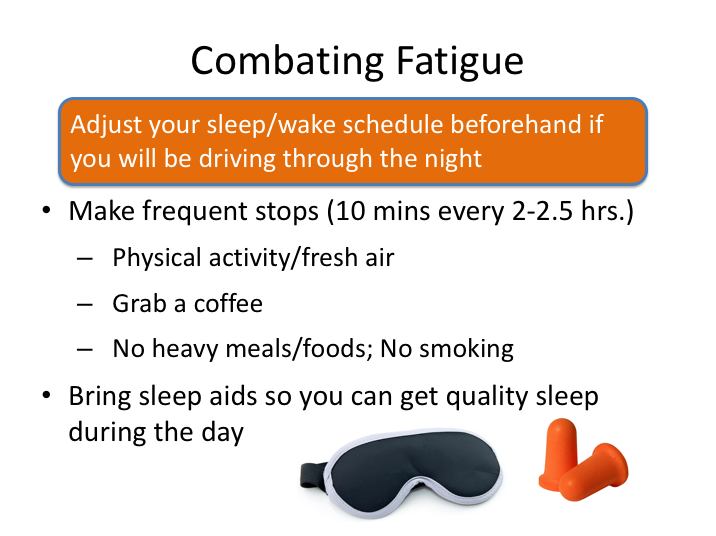 Combating Fatigue
Adjust your sleep/wake schedule beforehand if
you will be driving through the night
• Make frequent stops (10 mins every 2-2.5 hrs.)
– Physical activity/fresh air
– Grab a coffee
– No heavy meals/foods; No smoking
• Bring sleep aids so you can get quality sleep
during the day